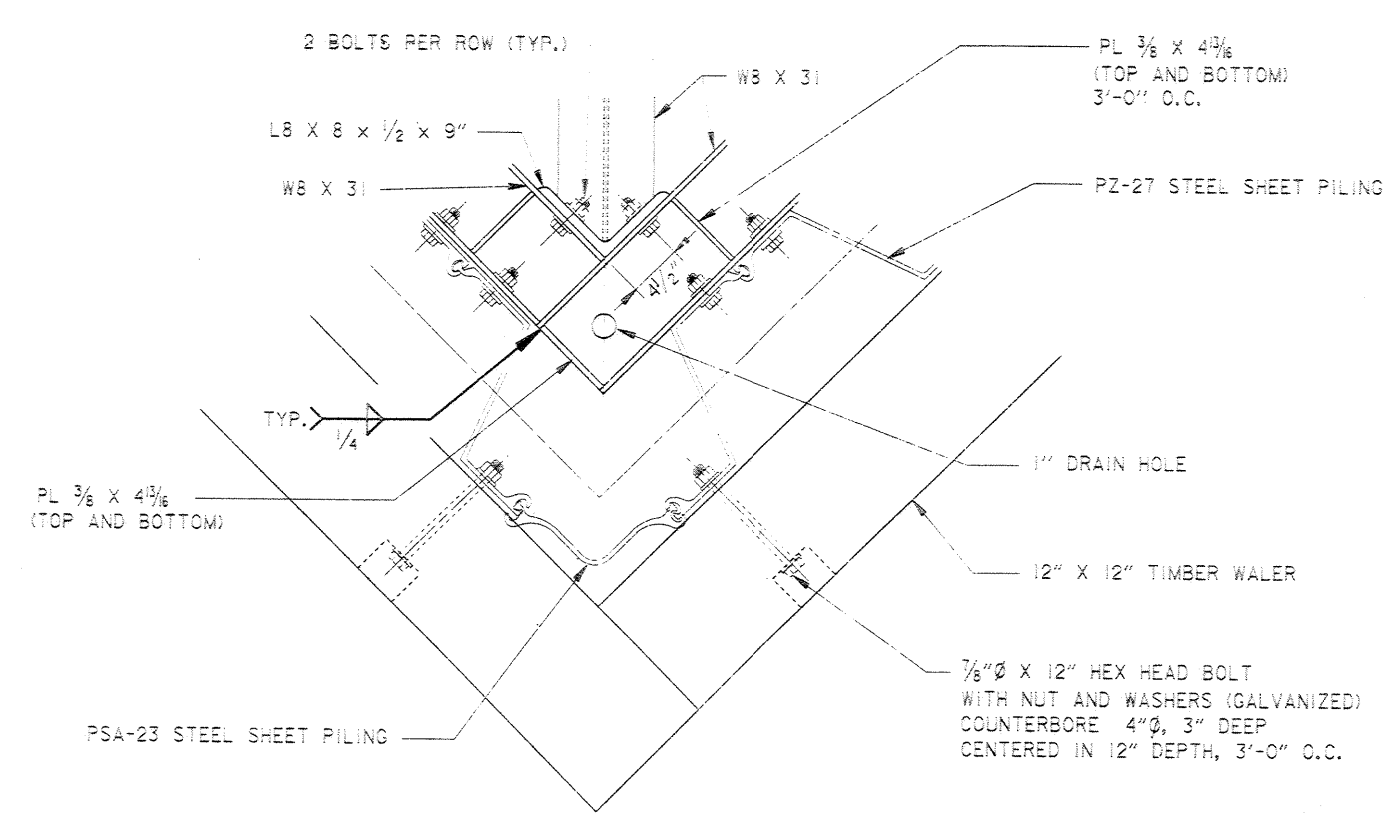 2 BOLTS PER ROW (TYP.)
W8 X 31
PL 3/8 X 4 13/16
(TOP AND BOTTOM)
3'-0" O.C.
L8 X 8 x 1/2 x 9"
W8 X 31
PZ-27 STEEL SHEET PILING
4 1/2"
TYP.
1/4
1" DRAIN HOLE
PL 3/8 X 4 13/16
(TOP AND BOTTOM)
12" X 12" TIMBER WALER
7/8"Ø X 12" HEX HEAD BOLT
WITH NUT AND WASHERS (GALVANIZED)
COUNTERBORE 4"Ø, 3" DEEP
CENTERED IN 12" DEPTH, 3'-0" O.C.
PSA-23 STEEL SHEET PILING